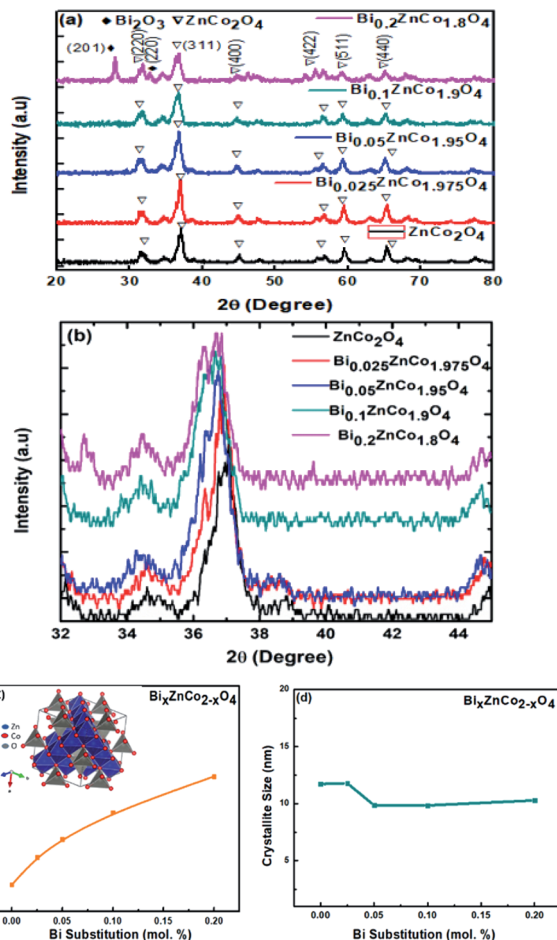 (a) ◆Bi2O3 ▽ZnCo2O4
Bi0.2ZnCo1.8O4
(201)◆
▽(220)
◆(220)
▽(311)
▽(400)
▽(422)
▽(511)
▽(440)
Bi0.1ZnCo1.9O4
Bi0.05ZnCo1.95O4
Bi0.025ZnCo1.975O4
ZnCo2O4
Intensity (a.u)
20 30 40 50 60 70 80
2θ (Degree)
(b)
ZnCo2O4
Bi0.025ZnCo1.975O4
Bi0.05ZnCo1.95O4
Bi0.1ZnCo1.9O4
Bi0.2ZnCo1.8O4
Intensity (a.u)
32 34 36 38 40 42 44
2θ (Degree)
BixZnCo2-xO4
Zn
Co
O
0.00 0.05 0.10 0.15 0.20
Bi Substitution (mol. %)
(d) BixZnCo2-xO4
Crystallite Size (nm)
20
15
10
5
0.00 0.05 0.10 0.15 0.20
Bi Substitution (mol. %)